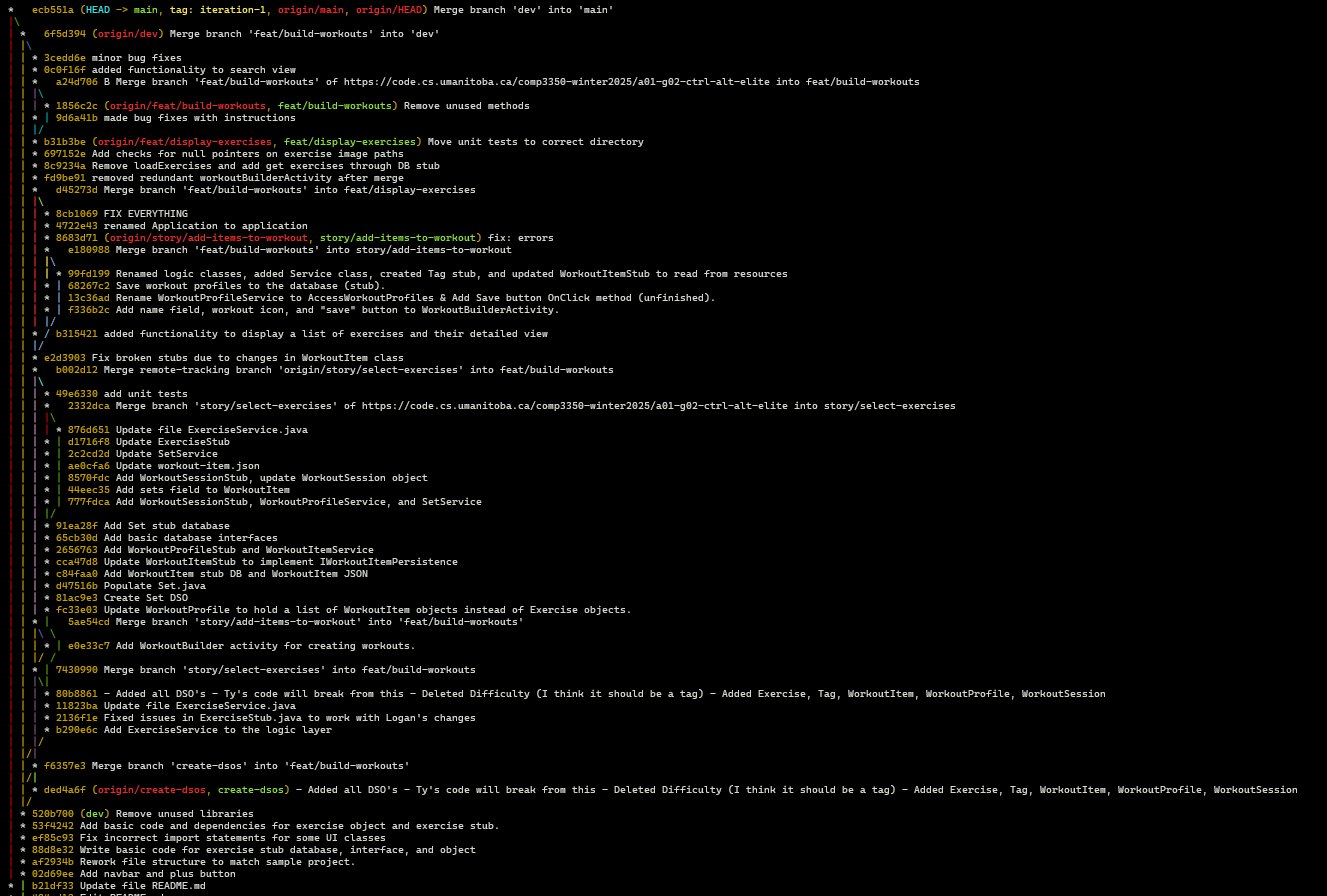 * ecb551a (HEAD -> main, tag: iteration-1, origin/main, origin/HEAD) Merge branch 'dev' into 'main'
* 6f5d394 (origin/dev) Merge branch 'feat/build-workouts' into 'dev'
* 3cedd6e minor bug fixes
* 0c0f16f added functionality to search view
* a24d706 B Merge branch 'feat/build-workouts' of https://code.cs.umanitoba.ca/comp3350-winter2025/a01-g02-ctrl-alt-elite into feat/build-workouts
* 1856c2c (origin/feat/build-workouts, feat/build-workouts) Remove unused methods
* 9d6a41b made bug fixes with instructions
* b31b3be (origin/feat/display-exercises, feat/display-exercises) Move unit tests to correct directory
* 697152e Add checks for null pointers on exercise image paths
* 8c9234a Remove loadExercises and add get exercises through DB stub
* fd9be91 removed redundant workoutBuilderActivity after merge
* d45273d Merge branch 'feat/build-workouts' into feat/display-exercises
* 8cb1069 FIX EVERYTHING
* 4722e43 renamed Application to application
* 8683d71 (origin/story/add-items-to-workout, story/add-items-to-workout) fix: errors
* e180988 Merge branch 'feat/build-workouts' into story/add-items-to-workout
* 99fd199 Renamed logic classes, added Service class, created Tag stub, and updated WorkoutItemStub to read from resources
* 68267c2 Save workout profiles to the database (stub).
* 13c36ad Rename WorkoutProfileService to AccessWorkoutProfiles & Add Save button OnClick method (unfinished).
* f336b2c Add name field, workout icon, and "save" button to WorkoutBuilderActivity.
* b315421 added functionality to display a list of exercises and their detailed view
* e2d3903 Fix broken stubs due to changes in WorkoutItem class
* b002d12 Merge remote-tracking branch 'origin/story/select-exercises' into feat/build-workouts
* 49e6330 add unit tests
* 2332dca Merge branch 'story/select-exercises' of https://code.cs.umanitoba.ca/comp3350-winter2025/a01-g02-ctrl-alt-elite into story/select-exercises
* 876d651 Update file ExerciseService.java
* d1716f8 Update ExerciseStub
* 2c2cd2d Update SetService
* ae0cfa6 Update workout-item.json
* 8570fdc Add WorkoutSessionStub, update WorkoutSession object
* 44eec35 Add sets field to WorkoutItem
* 777fdca Add WorkoutSessionStub, WorkoutProfileService, and SetService
* 91ea28f Add Set stub database
* 65cb30d Add basic database interfaces
* 2656763 Add WorkoutProfileStub and WorkoutItemService
* cca47d8 Update WorkoutItemStub to implement IWorkoutItemPersistence
* c84faa0 Add WorkoutItem stub DB and WorkoutItem JSON
* d47516b Populate Set.java
* 81ac9e3 Create Set DSO
* fc33e03 Update WorkoutProfile to hold a list of WorkoutItem objects instead of Exercise objects.
* 5ae54cd Merge branch 'story/add-items-to-workout' into 'feat/build-workouts'
* e0e33c7 Add WorkoutBuilder activity for creating workouts.
* 7430990 Merge branch 'story/select-exercises' into feat/build-workouts
* 80b8861 - Added all DSO's - Ty's code will break from this - Deleted Difficulty (I think it should be a tag) - Added Exercise, Tag, WorkoutItem, WorkoutProfile, WorkoutSession
* 11823ba Update file ExerciseService.java
* 2136f1e Fixed issues in ExerciseStub.java to work with Logan's changes
* b290e6c Add ExerciseService to the logic layer
* f6357e3 Merge branch 'create-dsos' into 'feat/build-workouts'
* ded4a6f (origin/create-dsos, create-dsos) - Added all DSO's - Ty's code will break from this - Deleted Difficulty (I think it should be a tag) - Added Exercise, Tag, WorkoutItem, WorkoutProfile, WorkoutSession
* 520b700 (dev) Remove unused libraries
* 53f4242 Add basic code and dependencies for exercise object and exercise stub.
* ef85c93 Fix incorrect import statements for some UI classes
* 88d8e32 Write basic code for exercise stub database, interface, and object
* af2934b Rework file structure to match sample project.
* 02d69ee Add navbar and plus button
* b21df33 Update file README.md